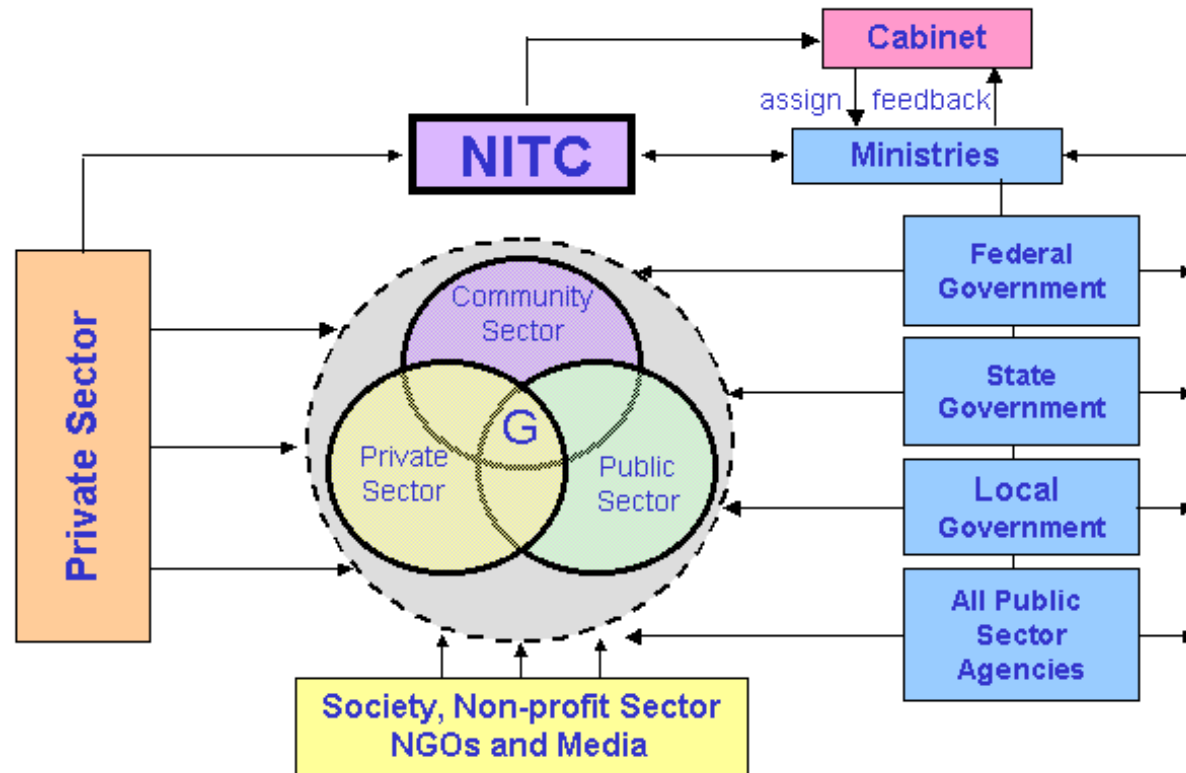 Cabinet
assign feedback
NITC
Ministries
Private Sector
Community
Sector
G
Private
Sector
Public
Sector
Federal
Government
State
Government
Local
Government
All Public
Sector
Agencies
Society, Non-profit Sector
NGOs and Media